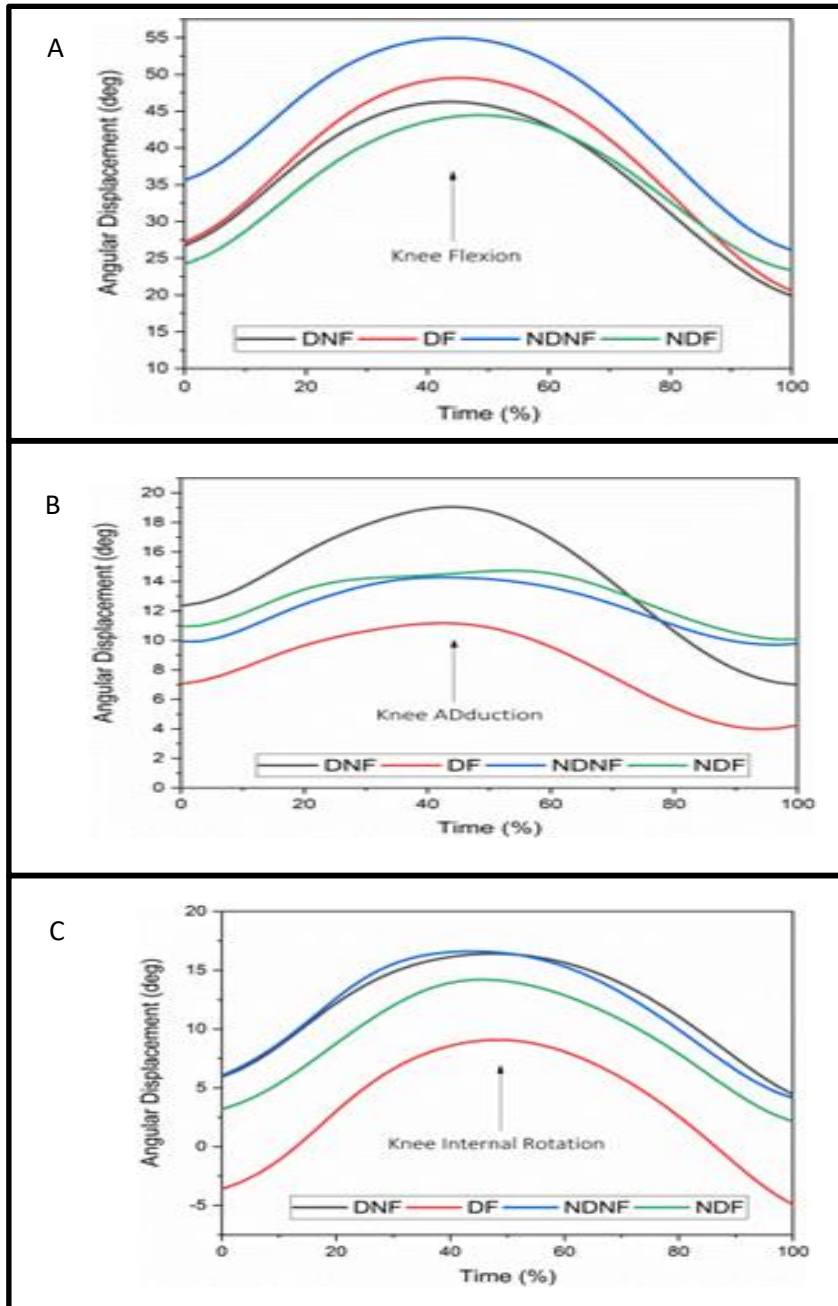 A
Angular Displacement (deg)
55
50
45
40
35
30
25
20
15
10
Knee Flexion
DNF DF NDNF NDF
0 20 40 60 80 100
Time (%)
B
Angular Displacement (deg)
20
18
16
14
12
10
8
6
4
2
0
Knee ADduction
DNF DF NDNF NDF
0 20 40 60 80 100
Time (%)
C
Angular Displacement (deg)
20
15
10
5
0
-5
Knee Internal Rotation
DNF DF NDNF NDF
0 20 40 60 80 100
Time (%)